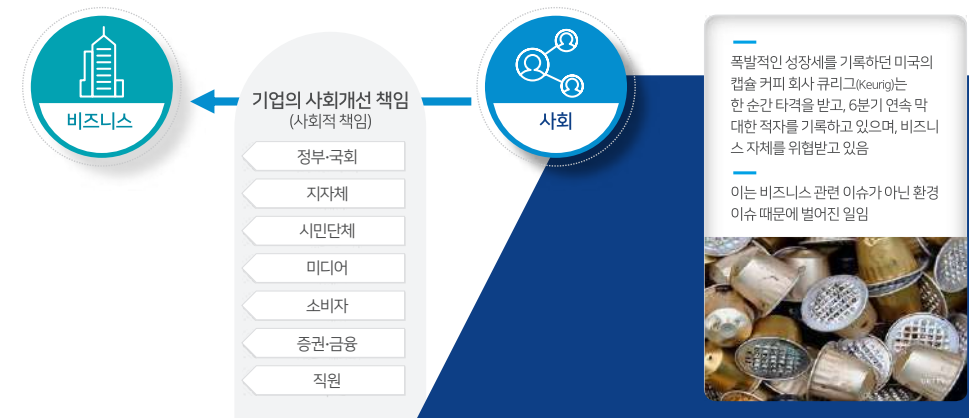 비즈니스
기업의 사회개선 책임
(사회적 책임)
정부·국회
지자체
시민단체
미디어
소비자
증권·금융
직원
사회
폭발적인 성장세를 기록하던 미국의
캡슐 커피 회사 큐리그(Keurig)는
한 순간 타격을 받고, 6분기 연속 막
대한 적자를 기록하고 있으며, 비즈니
스 자체를 위협받고 있음
이는 비즈니스 관련 이슈가 아닌 환경
이슈 때문에 벌어진 일임